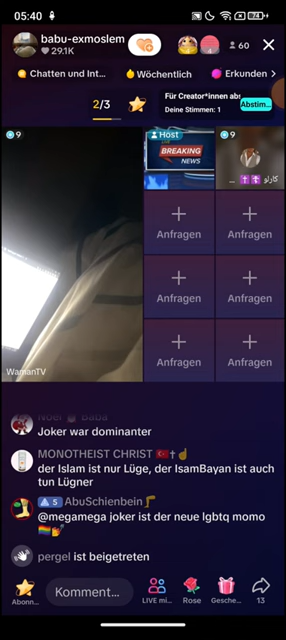 05:40
74
babu-exmoslem
29.1K
60
Chatten und Int...
Wöchentlich
Erkunden
2/3
Für Creator*innen abs
Deine Stimmen: 1
Abstim...
9
Host
BREAKING
NEWS
9
كارلو ✝️☦️ ...
Anfragen
Anfragen
Anfragen
Anfragen
Anfragen
Anfragen
WamanTV
Joker war dominanter
MONOTHEIST CHRIST 🇹🇷✝☝
der Islam ist nur Lüge, der IsamBayan ist auch
tun Lügner
5 AbuSchienbein🦵
@megamega joker ist der neue lgbtq momo
🏳️‍🌈💅
pergel ist beigetreten
Abonn...
Komment...
LIVE mi...
Rose
Gesche...
13